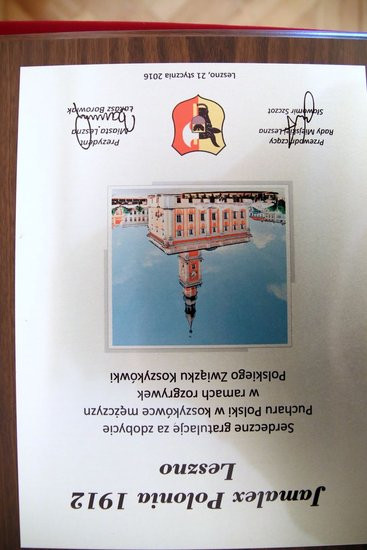 Jamalex Polonia 1912
Leszno
Serdeczne gratulacje za zdobycie
Pucharu Polski w koszykówce mężczyzn
w ramach rozgrywek
Polskiego Związku Koszykówki
Przewodniczący
Rady Miejskiej Leszna
Sławomir Szczot
Prezydent
Miasta Leszna
Łukasz Borowiak
Leszno, 21 stycznia 2016